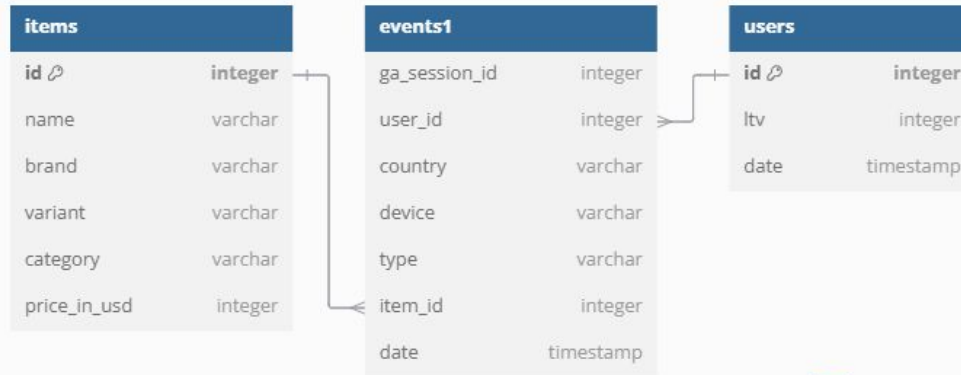 items
id integer
name varchar
brand varchar
variant varchar
category varchar
price_in_usd integer
events1
ga_session_id integer
user_id integer
country varchar
device varchar
type varchar
item_id integer
date timestamp
users
id integer
ltv integer
date timestamp